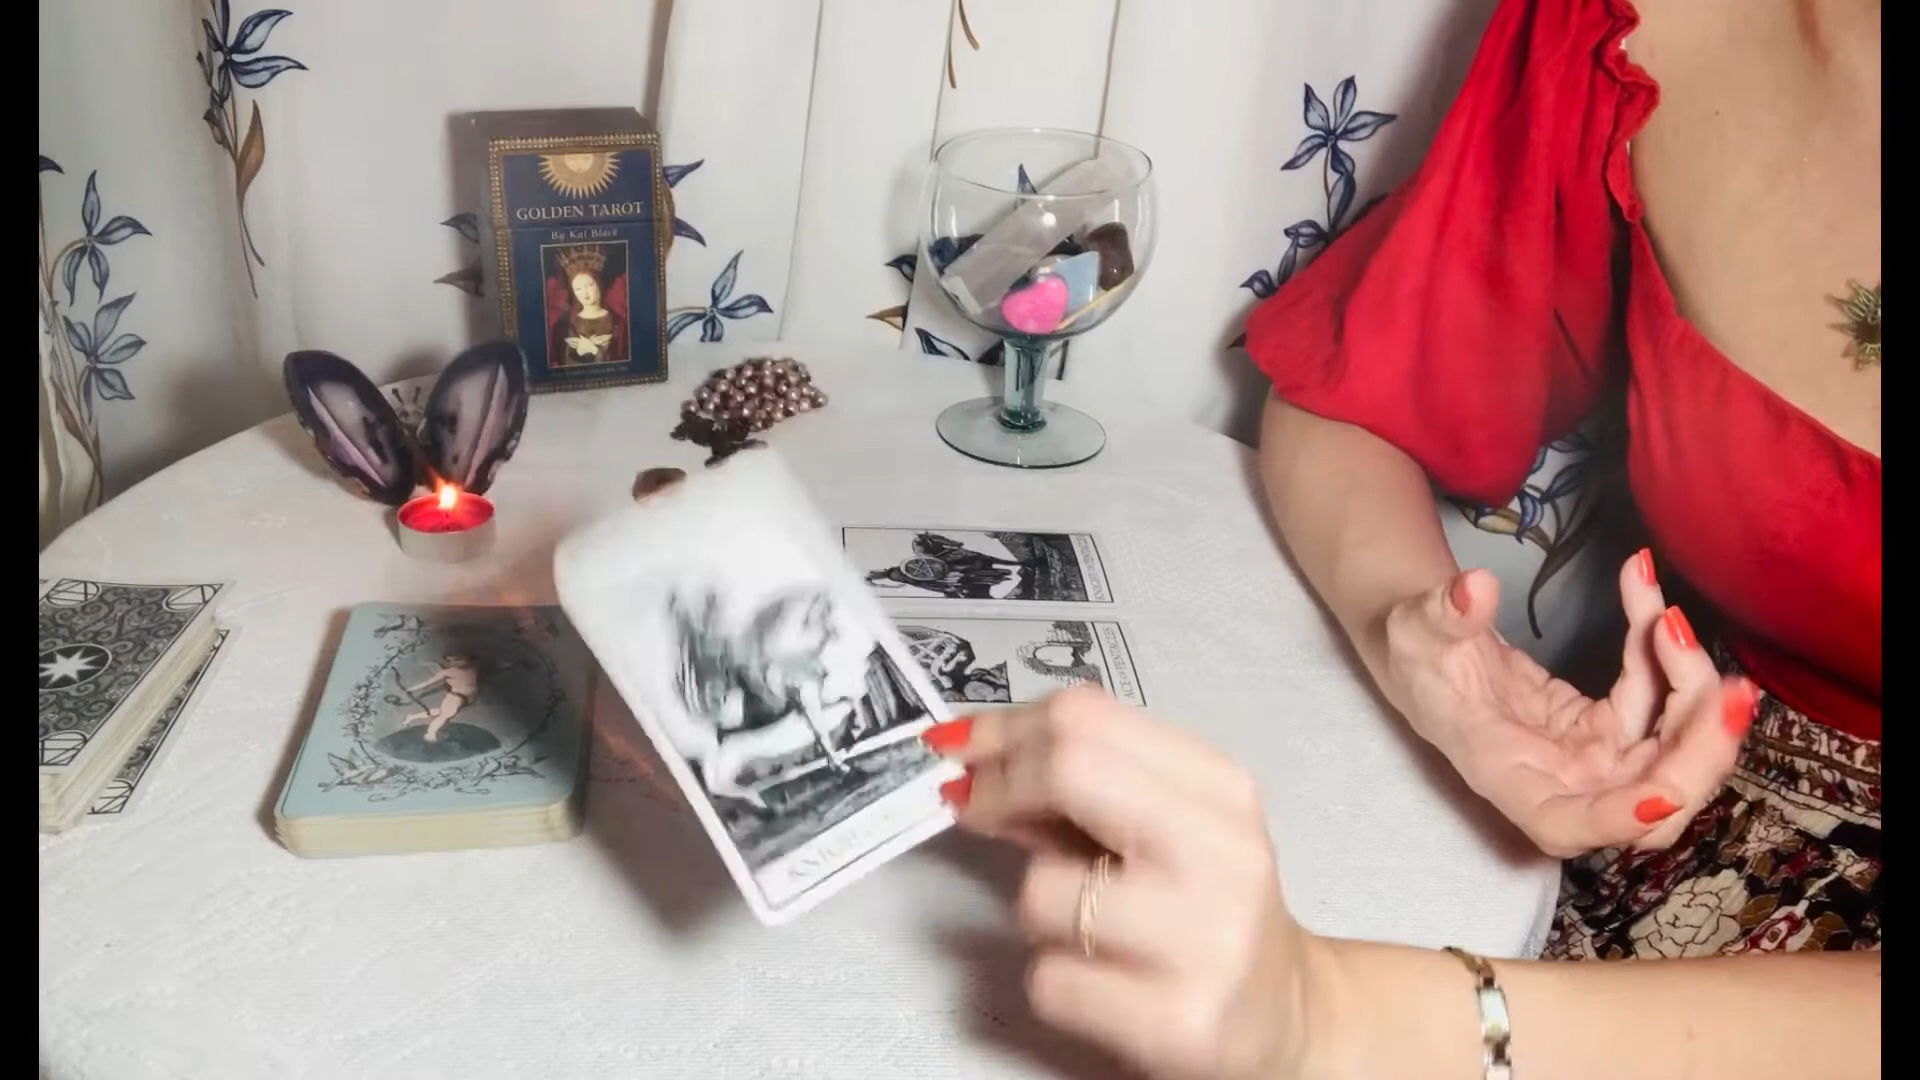 GOLDEN TAROT
By Kat Black
KNIGHT OF PENTACLES
ACE OF PENTACLES